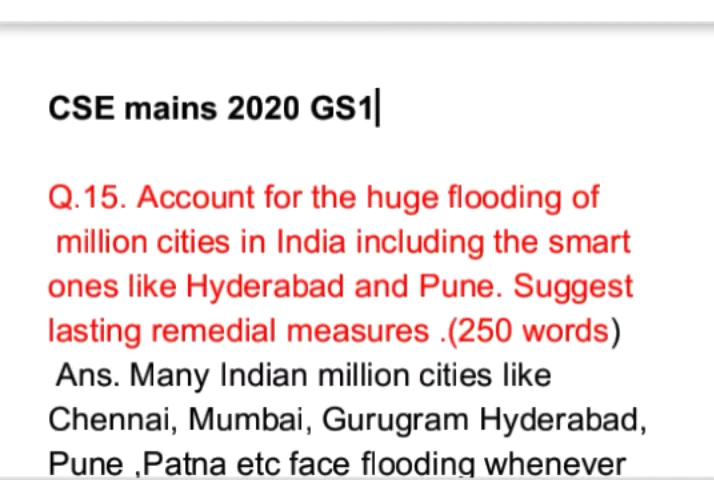 CSE mains 2020 GS1
Q.15. Account for the huge flooding of
million cities in India including the smart
ones like Hyderabad and Pune. Suggest
lasting remedial measures .(250 words)
Ans. Many Indian million cities like
Chennai, Mumbai, Gurugram Hyderabad,
Pune ,Patna etc face flooding whenever